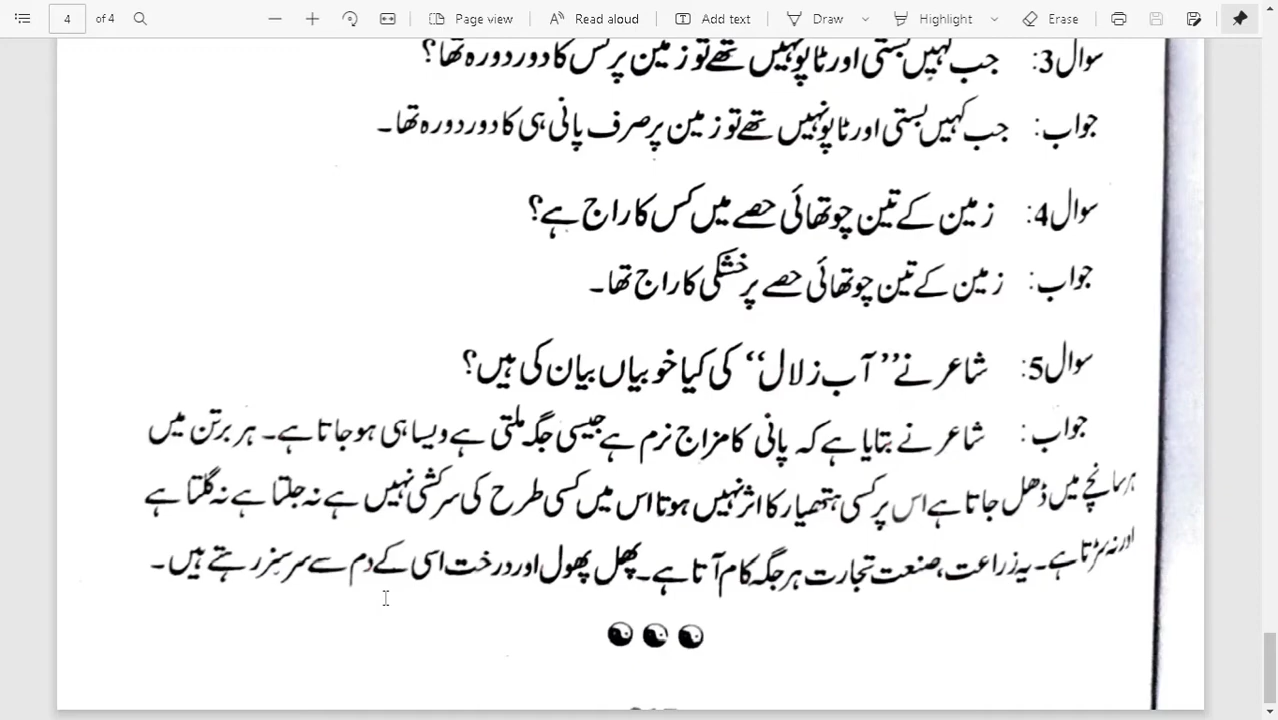 4 of 4 Page view Read aloud Add text Draw Highlight Erase
سوال 3: جب کہیں بستی اور ٹاپو نہیں تھے تو زمین پر کس کا دور دورہ تھا؟
جواب: جب کہیں بستی اور ٹاپو نہیں تھے تو زمین پر صرف پانی ہی کا دور دورہ تھا۔
سوال 4: زمین کے تین چوتھائی حصے میں کس کا راج ہے؟
جواب: زمین کے تین چوتھائی حصے پر خشکی کا راج تھا۔
سوال 5: شاعر نے ”آب زلال“ کی کیا خوبیاں بیان کی ہیں؟
جواب: شاعر نے بتایا ہے کہ پانی کا مزاج نرم ہے جیسی جگہ ملتی ہے ویسا ہی ہو جاتا ہے۔ ہر برتن میں
ہر سانچے میں ڈھل جاتا ہے اس پر کسی ہتھیار کا اثر نہیں ہوتا اس میں کسی طرح کی سرکشی نہیں ہے نہ جلتا ہے نہ گلتا ہے
اور نہ سڑتا ہے۔ یہ زراعت، صنعت تجارت ہر جگہ کام آتا ہے۔ پھل پھول اور درخت اسی کے دم سے سرسبز رہتے ہیں۔